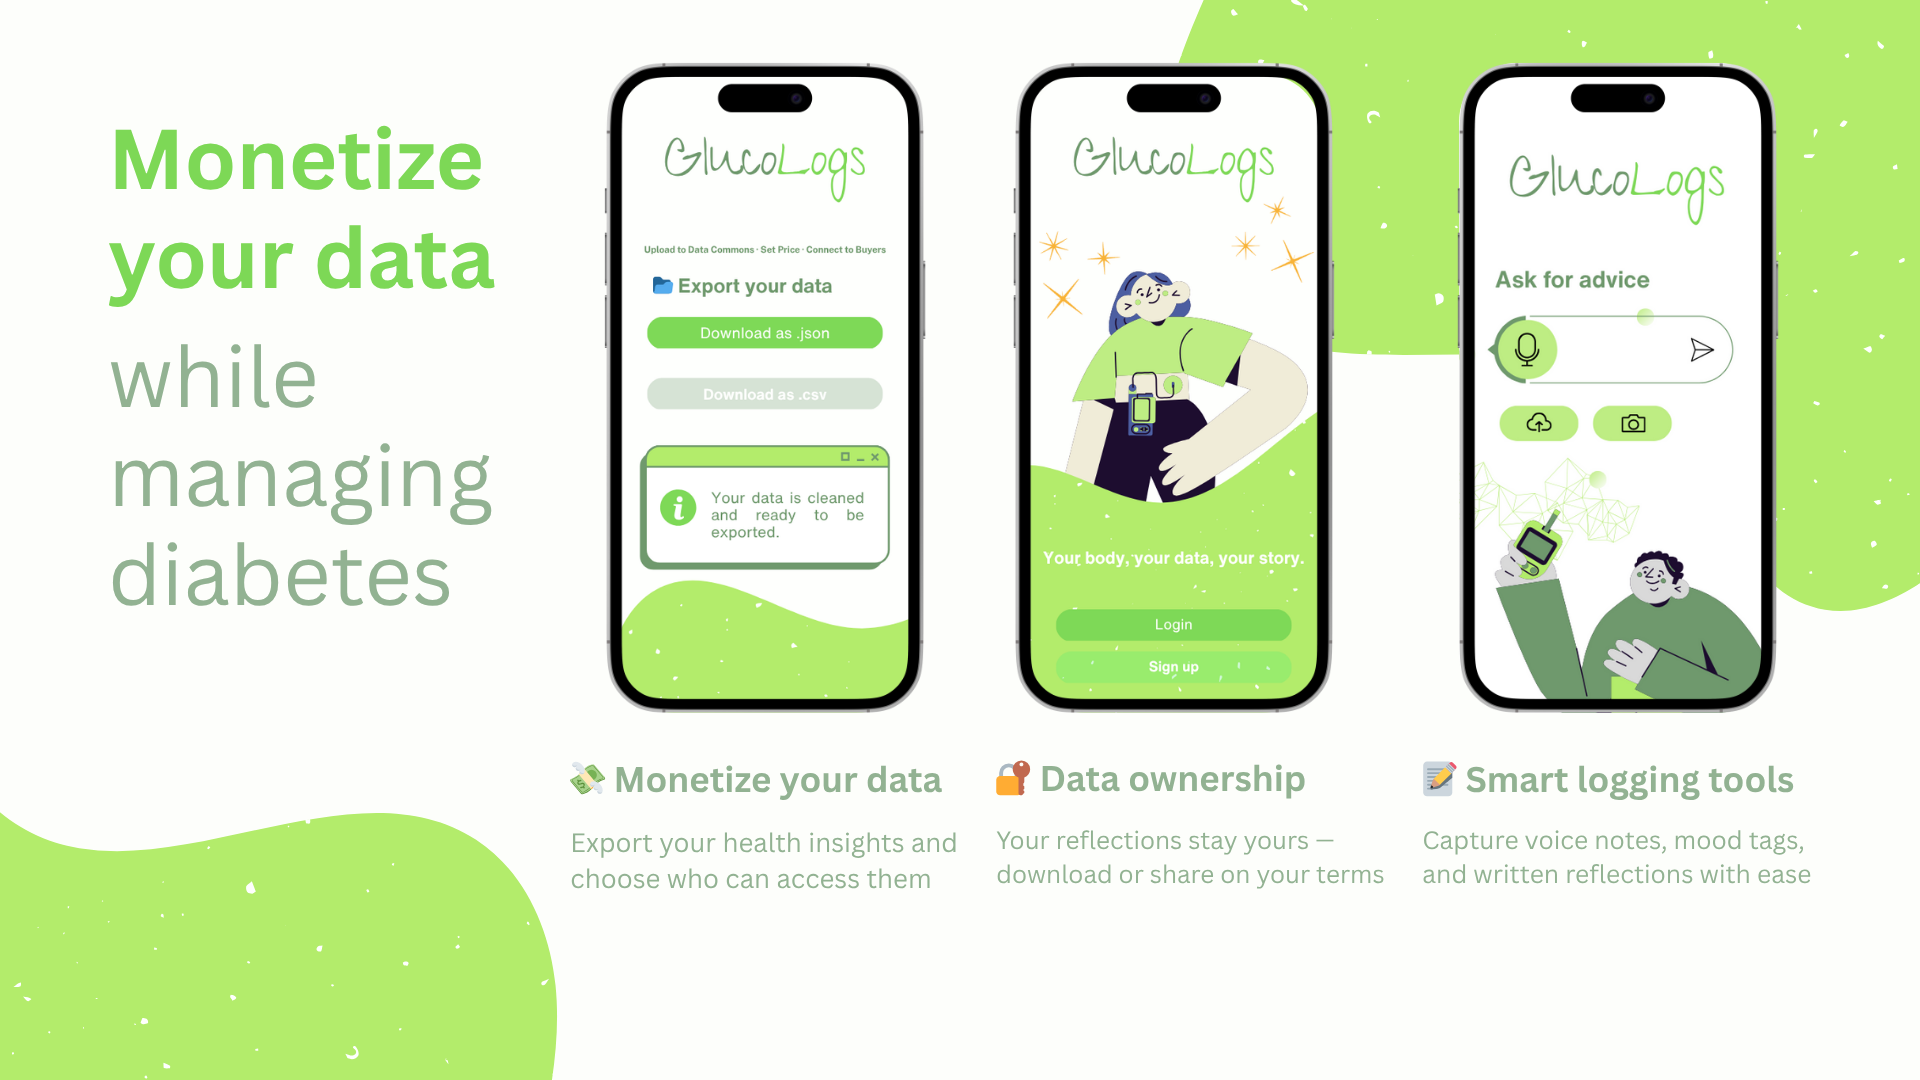 Monetize
your data
while
managing
diabetes
GlucoLogs
Upload to Data Commons · Set Price · Connect to Buyers
Export your data
Download as .json
Download as .csv
Your data is cleaned
and ready to be
exported.
GlucoLogs
Your body, your data, your story.
Login
Sign up
GlucoLogs
Ask for advice
Monetize your data
Export your health insights and
choose who can access them
Data ownership
Your reflections stay yours —
download or share on your terms
Smart logging tools
Capture voice notes, mood tags,
and written reflections with ease